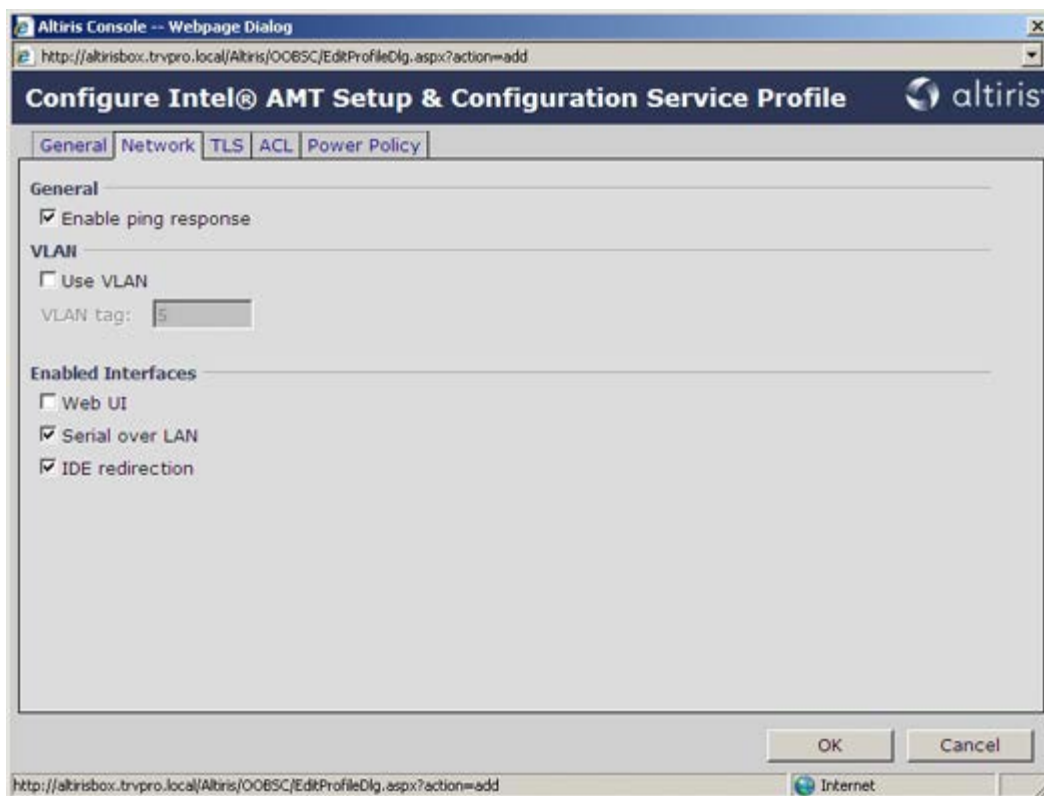 Altiris Console -- Webpage Dialog
http://altirisbox.trvpro.local/Altiris/OOBSC/EditProfileDlg.aspx?action=add
Configure Intel® AMT Setup & Configuration Service Profile altiris
General Network TLS ACL Power Policy
General
Enable ping response
VLAN
Use VLAN
VLAN tag: 5
Enabled Interfaces
Web UI
Serial over LAN
IDE redirection
OK Cancel
http://altirisbox.trvpro.local/Altiris/OOBSC/EditProfileDlg.aspx?action=add Internet